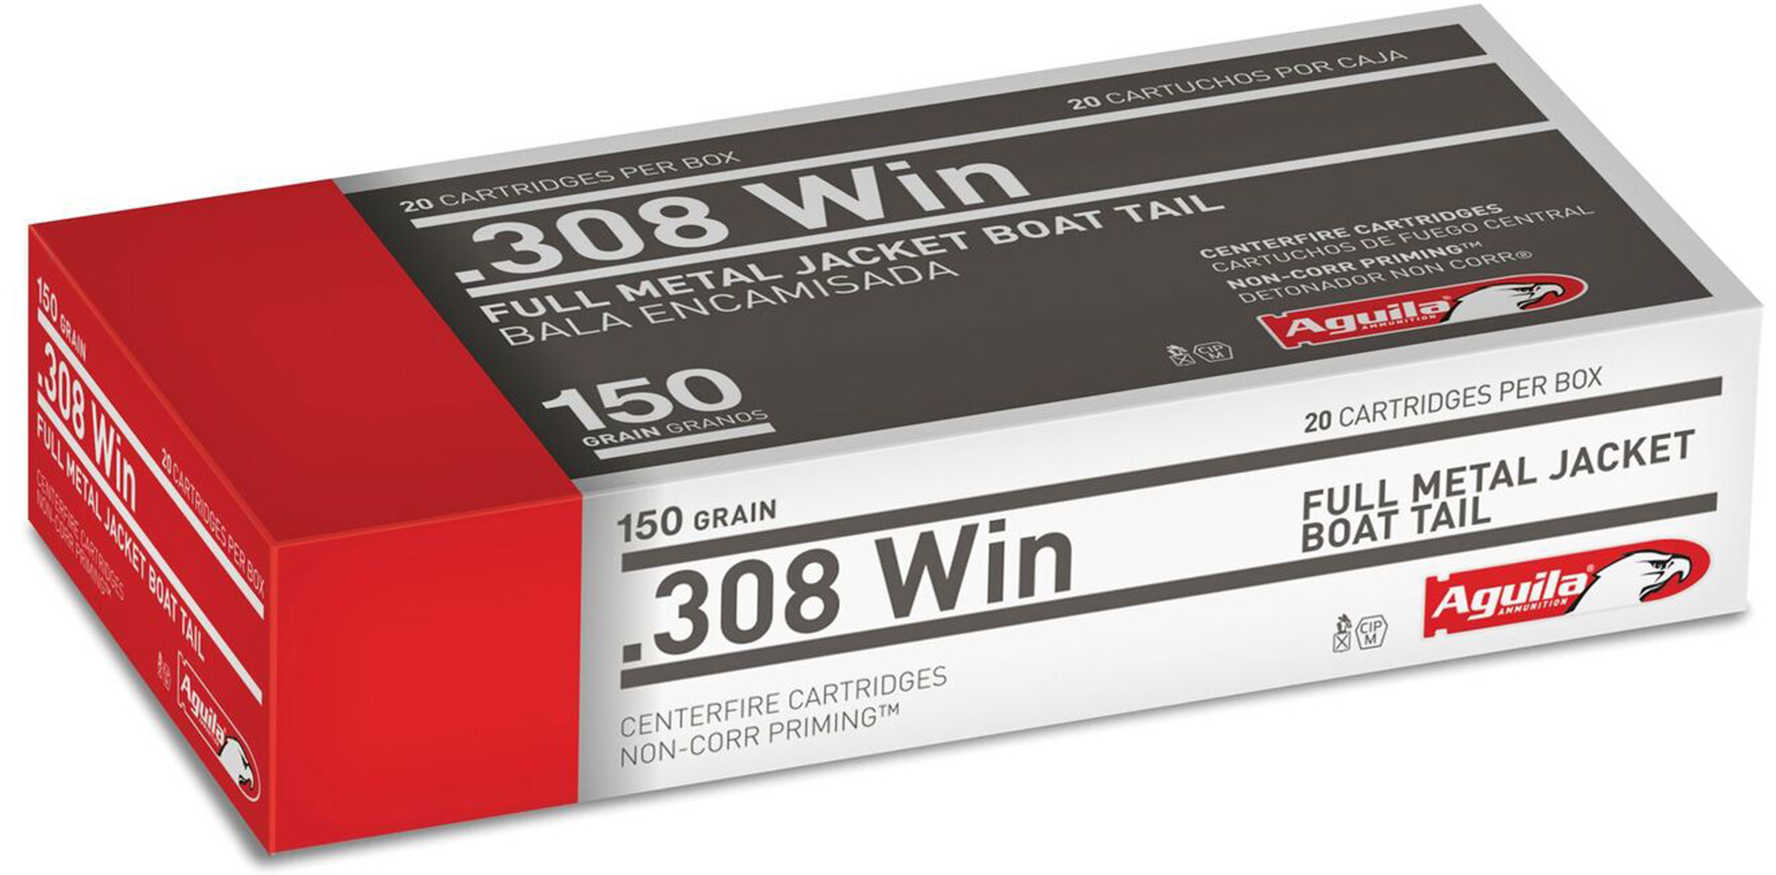 20 CARTRIDGES PER BOX
20 CARTUCHOS POR CAJA
.308 Win
FULL METAL JACKET BOAT TAIL
BALA ENCAMISADA
150
GRAIN GRANOS
CENTERFIRE CARTRIDGES
CARTUCHOS DE FUEGO CENTRAL
NON-CORR PRIMING™
DETONADOR NON CORR®
Aguila®
AMMUNITION
CIP
M
150 GRAIN
.308 Win
20 CARTRIDGES PER BOX
FULL METAL JACKET BOAT TAIL
CENTERFIRE CARTRIDGES
NON-CORR PRIMING™
Aguila
150 GRAIN
20 CARTRIDGES PER BOX
.308 Win
FULL METAL JACKET
BOAT TAIL
CENTERFIRE CARTRIDGES
NON-CORR PRIMING™
CIP
M
Aguila®
AMMUNITION